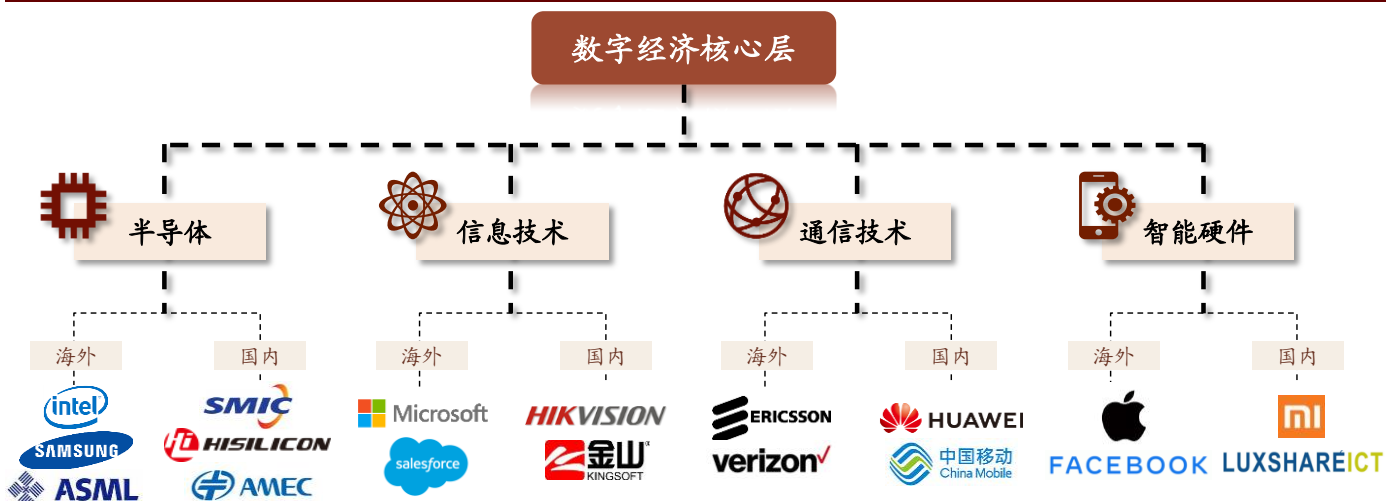 数字经济核心层
半导体
信息技术
通信技术
智能硬件
海外
国内
海外
国内
海外
国内
海外
国内
intel
SMIC
Microsoft
HIKVISION
ERICSSON
HUAWEI
mi
SAMSUNG
Hi HISILICON
salesforce
金山
KINGSOFT
verizon
中国移动
China Mobile
FACEBOOK
LUXSHAREICT
ASML
AMEC